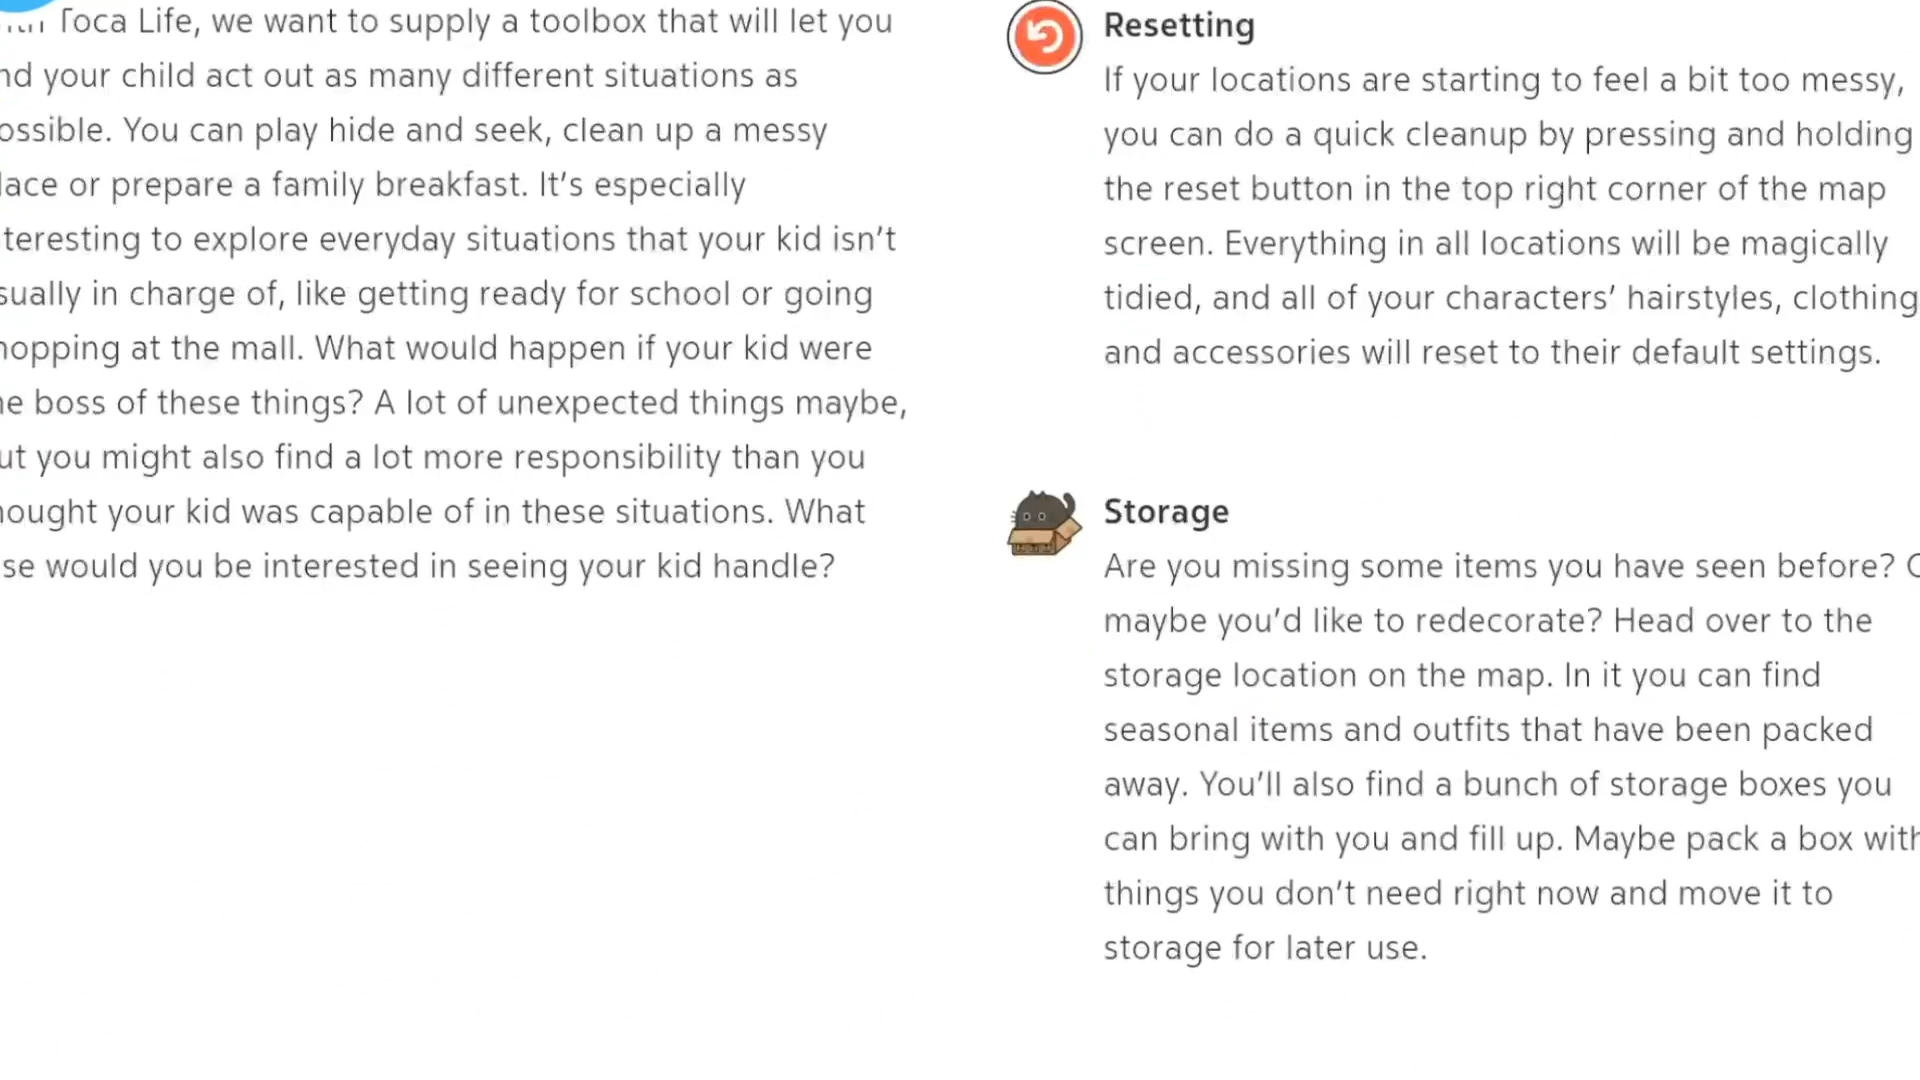 Toca Life, we want to supply a toolbox that will let you
nd your child act out as many different situations as
ossible. You can play hide and seek, clean up a messy
lace or prepare a family breakfast. It's especially
teresting to explore everyday situations that your kid isn't
sually in charge of, like getting ready for school or going
hopping at the mall. What would happen if your kid were
he boss of these things? A lot of unexpected things maybe,
ut you might also find a lot more responsibility than you
hought your kid was capable of in these situations. What
se would you be interested in seeing your kid handle?
Resetting
If your locations are starting to feel a bit too messy,
you can do a quick cleanup by pressing and holding
the reset button in the top right corner of the map
screen. Everything in all locations will be magically
tidied, and all of your characters' hairstyles, clothing
and accessories will reset to their default settings.
Storage
Are you missing some items you have seen before?
maybe you'd like to redecorate? Head over to the
storage location on the map. In it you can find
seasonal items and outfits that have been packed
away. You'll also find a bunch of storage boxes you
can bring with you and fill up. Maybe pack a box with
things you don't need right now and move it to
storage for later use.